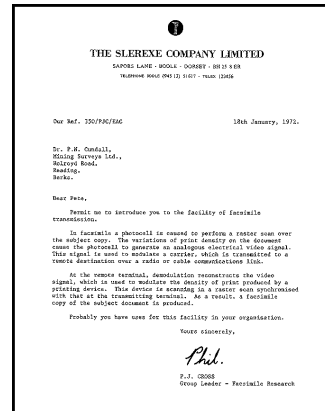 THE SLEREXE COMPANY LIMITED
SAPORS LANE - BOOLE - DORSET - BH 25 8 ER
TELEPHONE BOOLE (945 13) 51617 - TELEX 123456
Our Ref. 350/PJC/EAC 18th January, 1972.
Dr. P.N. Cundall,
Mining Surveys Ltd.,
Holroyd Road,
Reading,
Berks.
Dear Pete,
Permit us to introduce you to the facility of facsimile
transmission.
In facsimile a photocell is caused to perform a raster scan over
the subject copy. The variations of print density on the document
cause the photocell to generate an analogous electrical video signal.
This signal is used to modulate a carrier, which is transmitted to a
remote destination over a radio or cable communications link.
At the remote terminal, demodulation reconstructs the video
signal, which is used to modulate the density of print produced by a
printing device. This device is scanning in a raster scan synchronised
with that at the transmitting terminal. As a result, a facsimile
copy of the subject document is produced.
Probably you have uses for this facility in your organisation.
Yours sincerely,
Phil.
P.J. CROSS
Group Leader - Facsimile Research